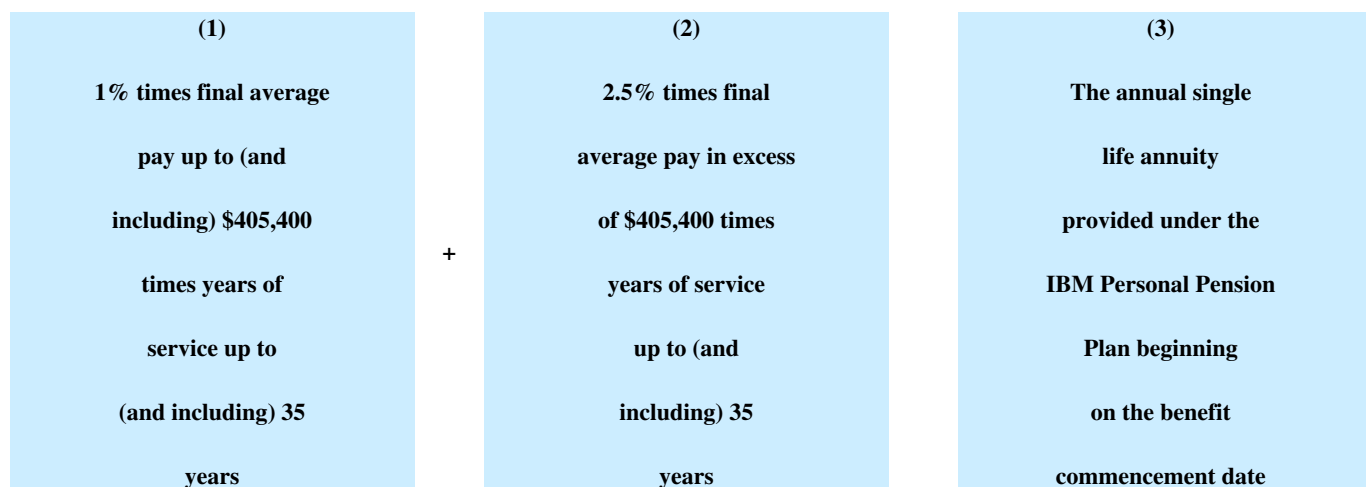 (1)
1% times final average
pay up to (and
including) $405,400
times years of
service up to
(and including) 35
years
+
(2)
2.5% times final
average pay in excess
of $405,400 times
years of service
up to (and
including) 35
years
(3)
The annual single
life annuity
provided under the
IBM Personal Pension
Plan beginning
on the benefit
commencement date